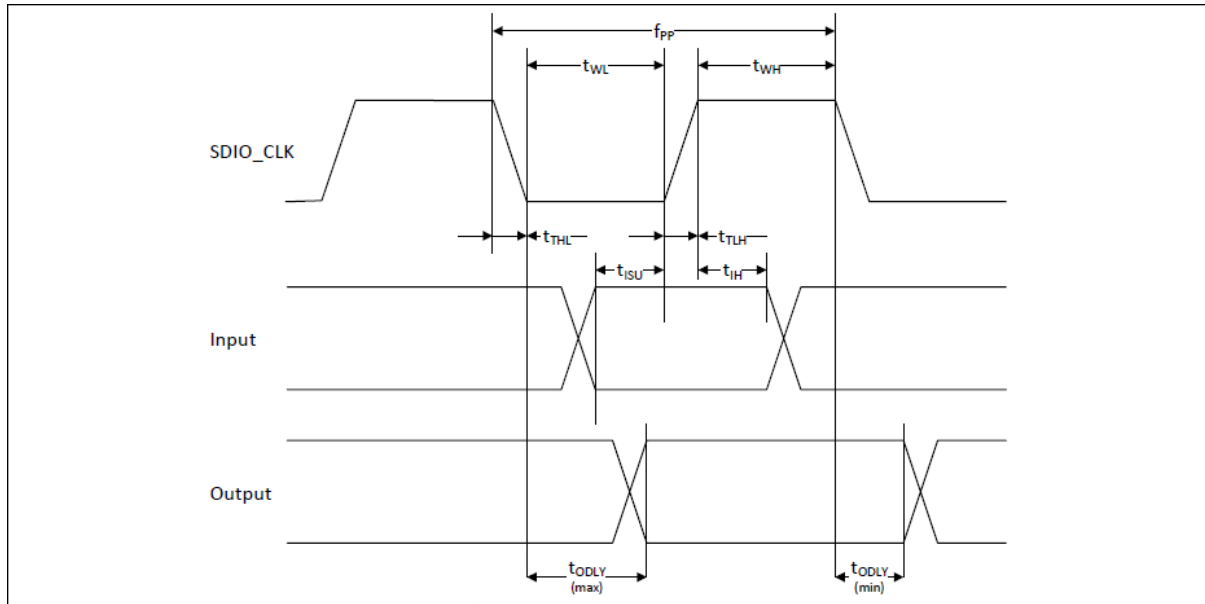 fPP
tWL
tWH
SDIO_CLK
tTHL
tTLH
tISU
tIH
Input
Output
tODLY
(max)
tODLY
(min)